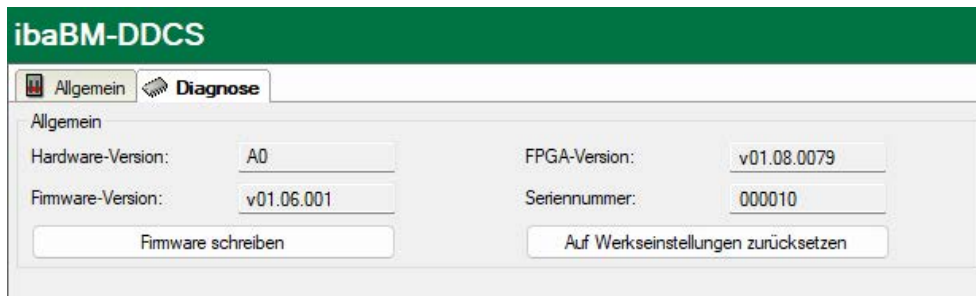 ibaBM-DDCS
Allgemein Diagnose
Allgemein
Hardware-Version: A0 FPGA-Version: v01.08.0079
Firmware-Version: v01.06.001 Seriennummer: 000010
Firmware schreiben Auf Werkseinstellungen zurücksetzen